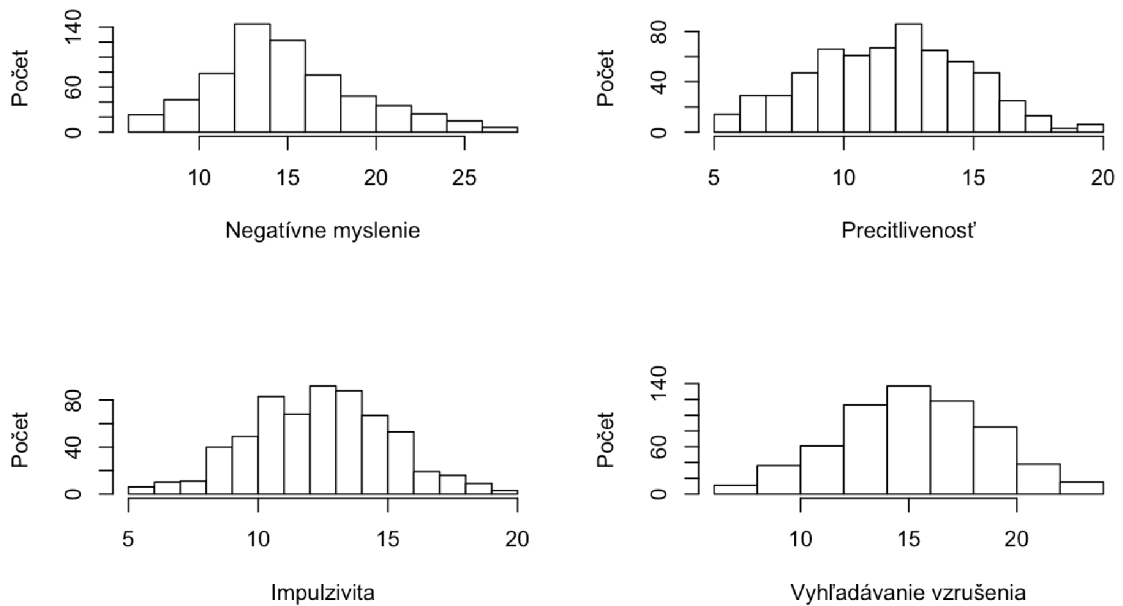 Počet
140
60
0
10 15 20 25
Negatívne myslenie
Počet
80
40
0
5 10 15 20
Precitlivenosť
Počet
80
40
0
5 10 15 20
Impulzivita
Počet
140
60
0
10 15 20
Vyhľadávanie vzrušenia